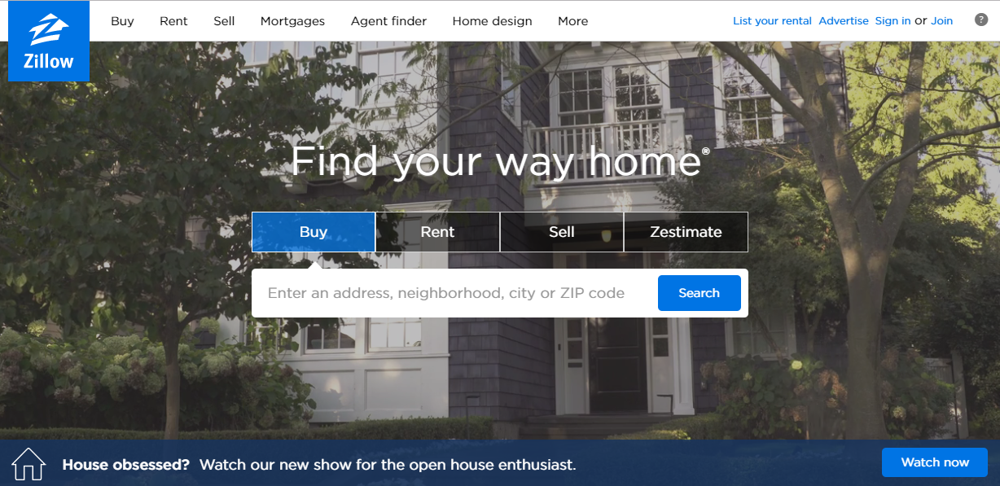 Zillow
Buy Rent Sell Mortgages Agent finder Home design More
List your rental Advertise Sign in or Join ?
Find your way home®
Buy Rent Sell Zestimate
Enter an address, neighborhood, city or ZIP code Search
House obsessed? Watch our new show for the open house enthusiast. Watch now